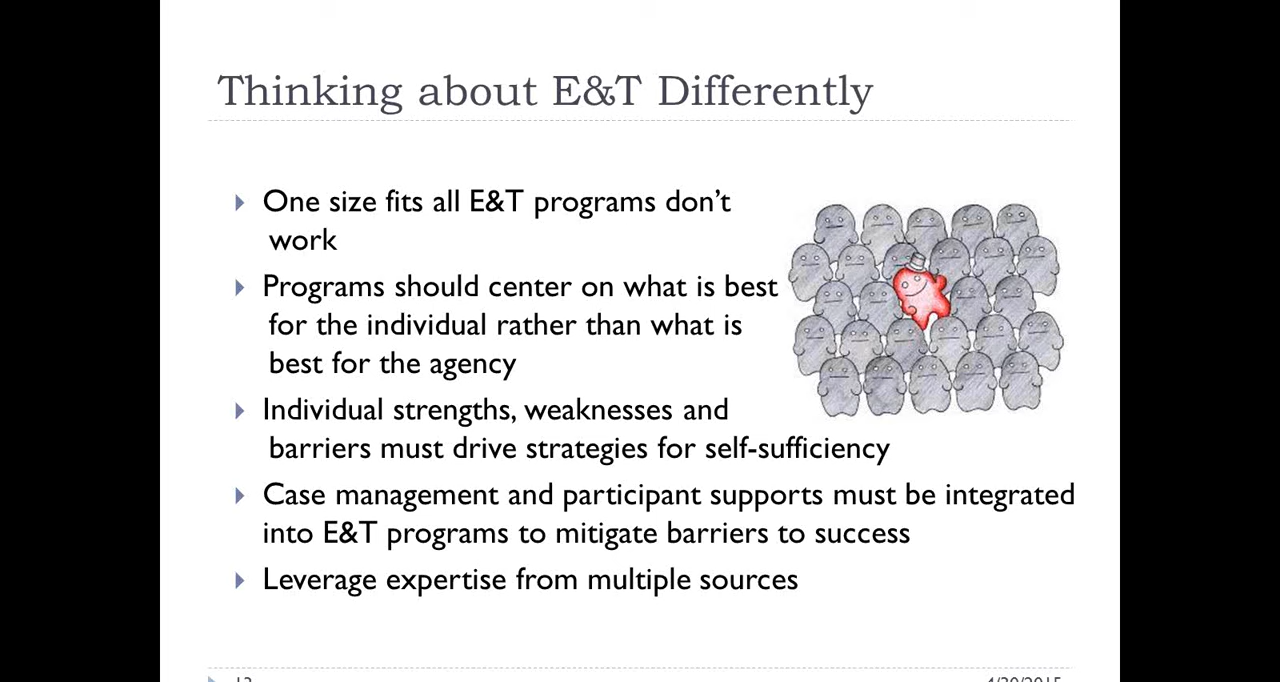 Thinking about E&T Differently
One size fits all E&T programs don’t
work
Programs should center on what is best
for the individual rather than what is
best for the agency
Individual strengths, weaknesses and
barriers must drive strategies for self-sufficiency
Case management and participant supports must be integrated
into E&T programs to mitigate barriers to success
Leverage expertise from multiple sources